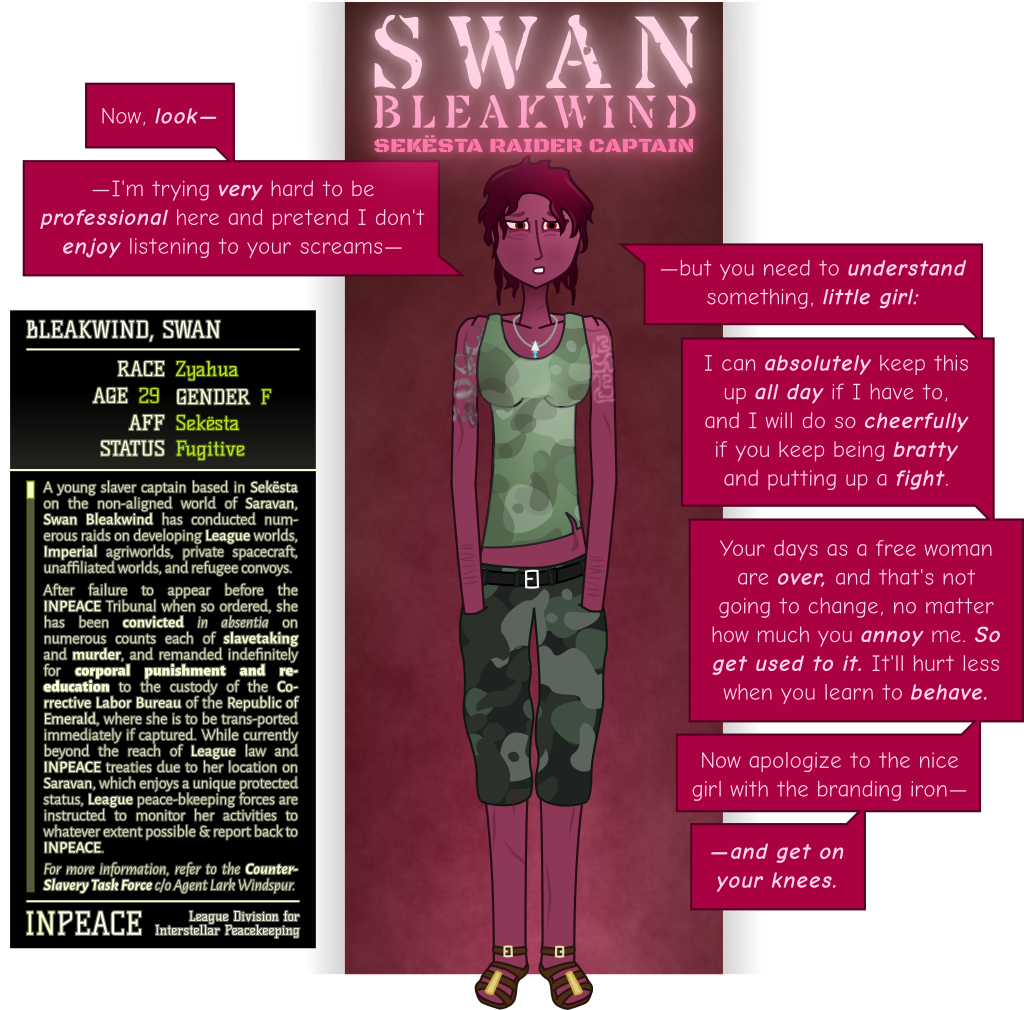 SWAN
BLEAKWIND
SEKËSTA RAIDER CAPTAIN
Now, look—
—I'm trying very hard to be
professional here and pretend I don't
enjoy listening to your screams—
—but you need to understand
something, little girl:
I can absolutely keep this
up all day if I have to,
and I will do so cheerfully
if you keep being bratty
and putting up a fight.
Your days as a free woman
are over, and that's not
going to change, no matter
how much you annoy me. So
get used to it. It'll hurt less
when you learn to behave.
Now apologize to the nice
girl with the branding iron—
—and get on
your knees.
BLEAKWIND, SWAN
RACE Zyahua
AGE 29 GENDER F
AFF Sekësta
STATUS Fugitive
A young slaver captain based in Sekësta
on the non-aligned world of Saravan,
Swan Bleakwind has conducted num-
erous raids on developing League worlds,
Imperial agriworlds, private spacecraft,
unaffiliated worlds, and refugee convoys.
After failure to appear before the
INPEACE Tribunal when so ordered, she
has been convicted in absentia on
numerous counts each of slavetaking
and murder, and remanded indefinitely
for corporal punishment and re-
education to the custody of the Co-
rrective Labor Bureau of the Republic of
Emerald, where she is to be trans-ported
immediately if captured. While currently
beyond the reach of League law and
INPEACE treaties due to her location on
Saravan, which enjoys a unique protected
status, League peace-bkeeping forces are
instructed to monitor her activities to
whatever extent possible & report back to
INPEACE.
For more information, refer to the Counter-
Slavery Task Force c/o Agent Lark Windspur.
INPEACE
League Division for
Interstellar Peacekeeping